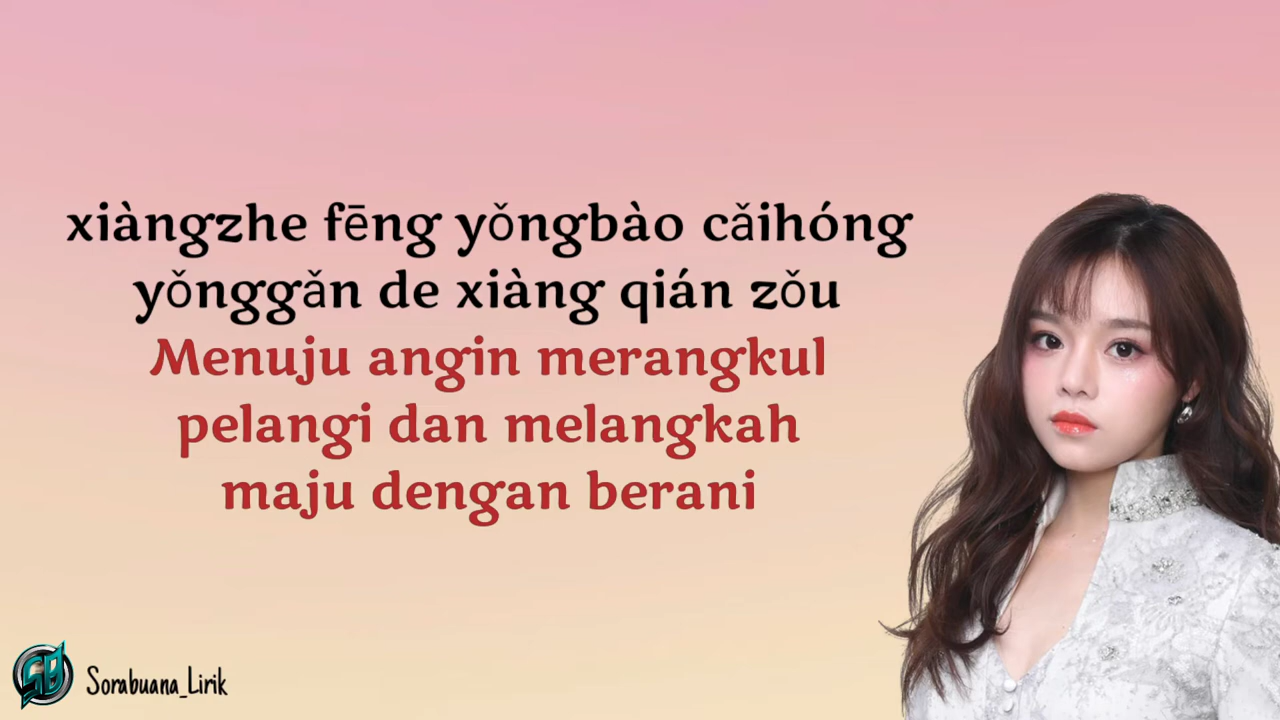 xiàngzhe fēng yǒngbào cǎihóng
yǒnggǎn de xiàng qián zǒu
Menuju angin merangkul
pelangi dan melangkah
maju dengan berani
SB
Sorabuana_Lirik